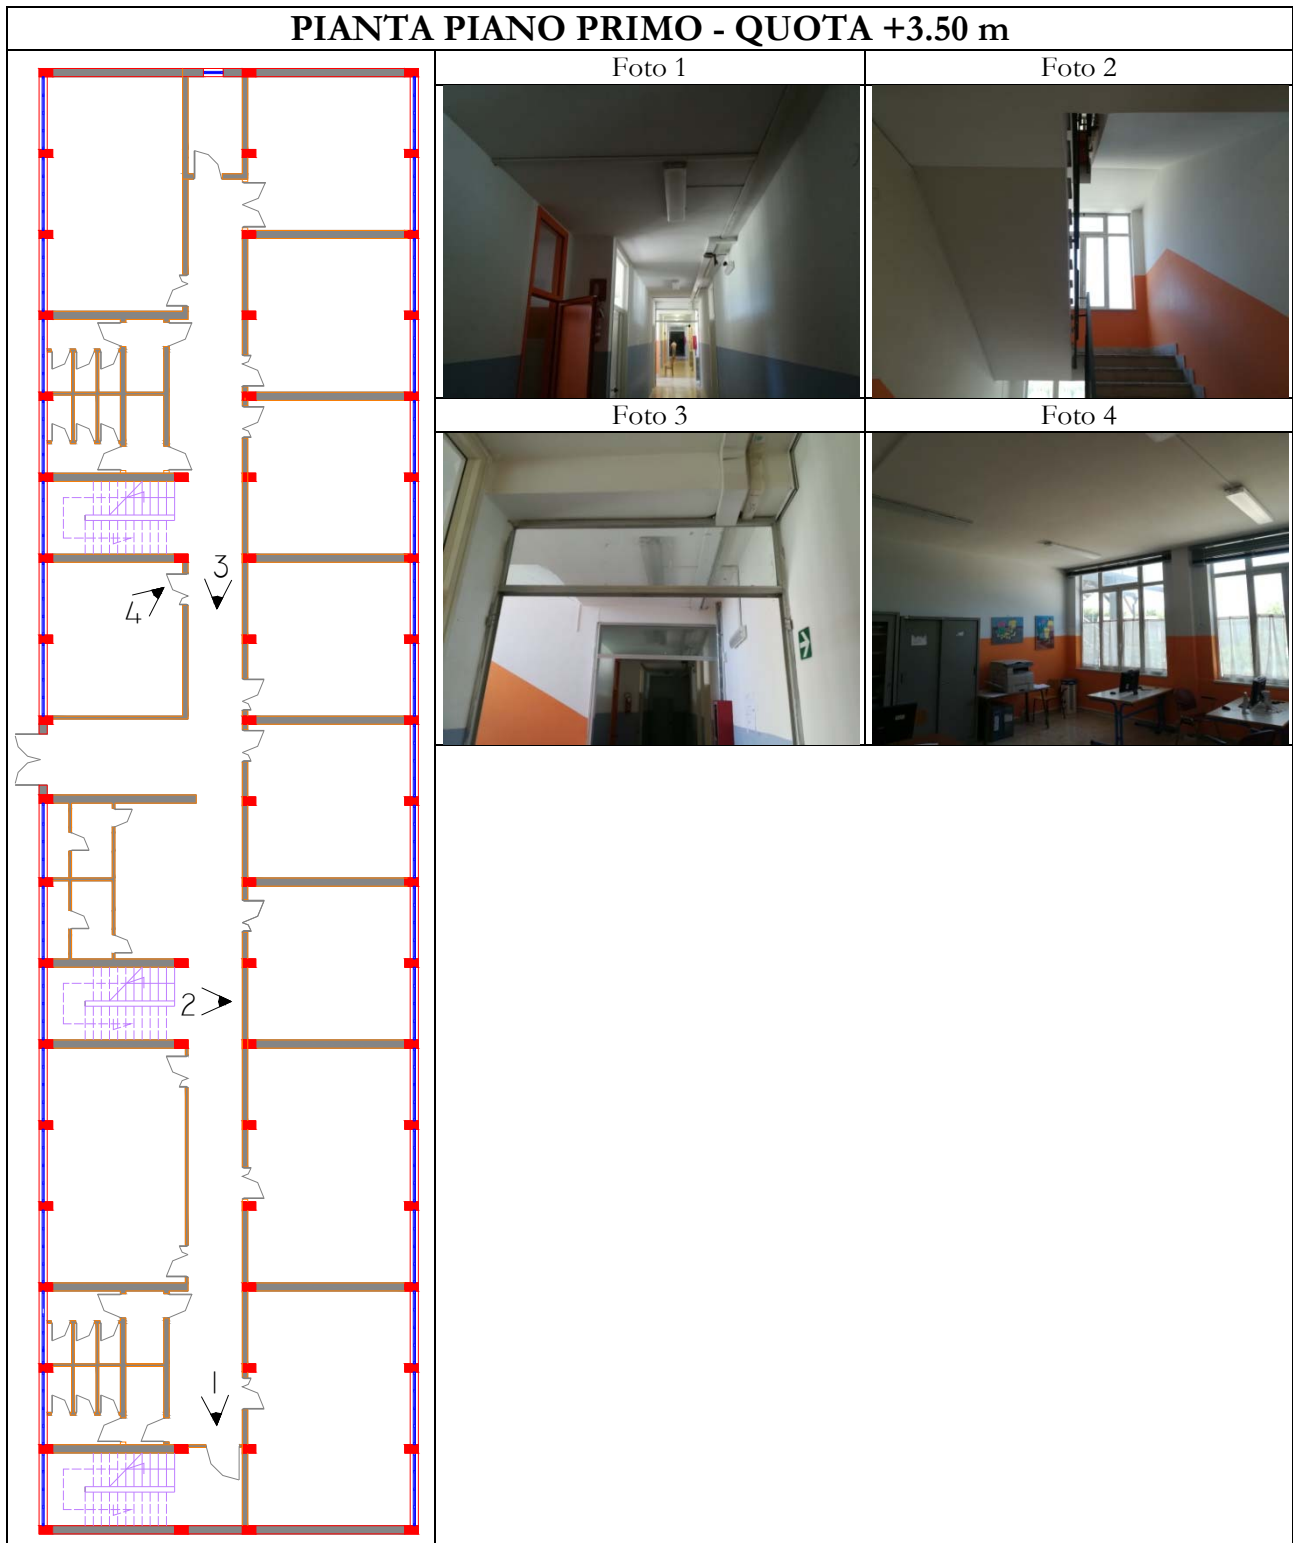 PIANTA PIANO PRIMO - QUOTA +3.50 m
Foto 1
Foto 2
Foto 3
Foto 4
3
4
2
1